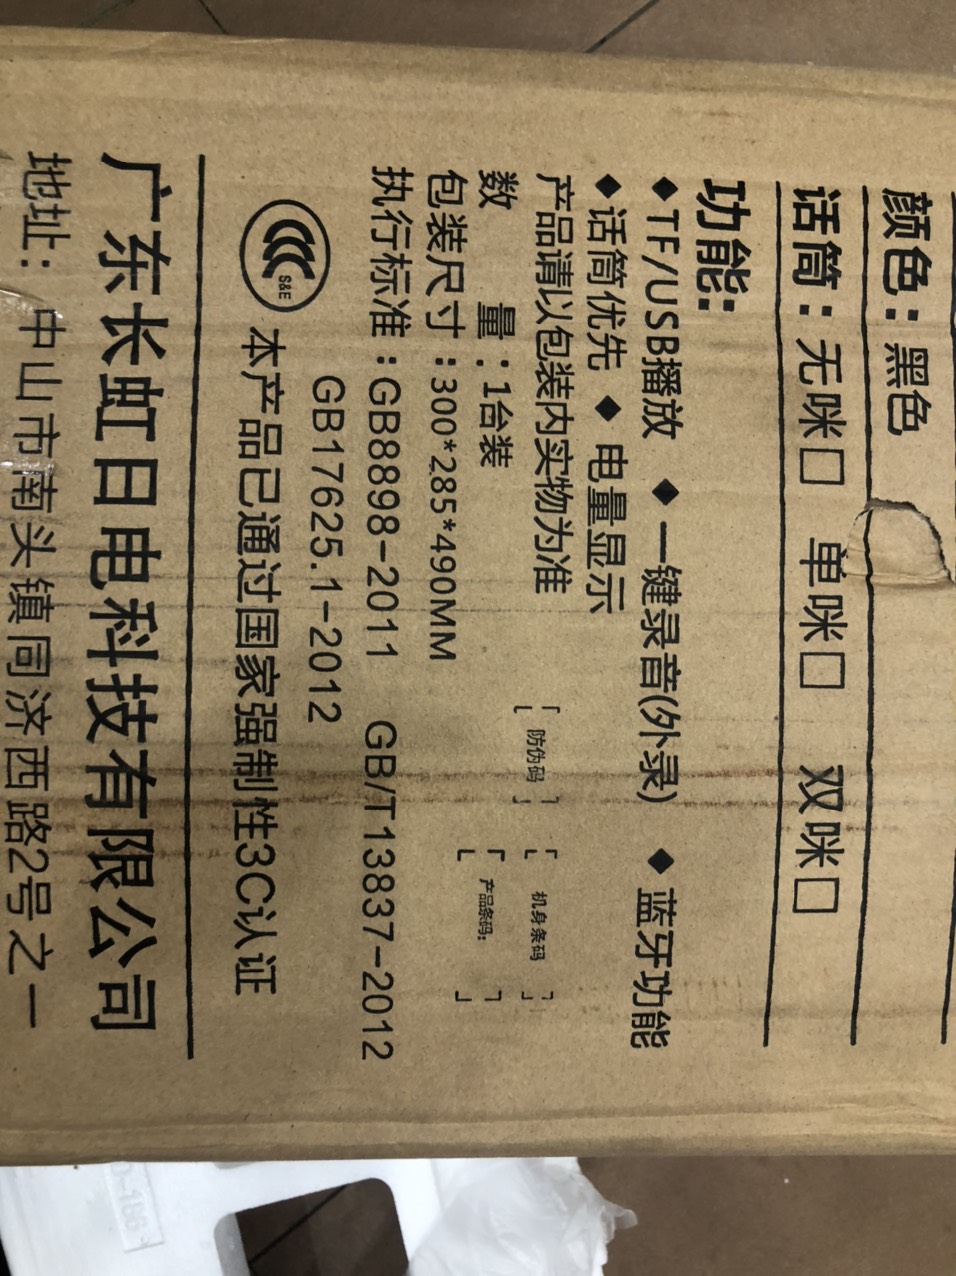 颜色：黑色
话筒：无咪□ 单咪□ 双咪□
功能:
◆TF/USB播放 ◆一键录音(外录) ◆蓝牙功能
◆话筒优先 ◆电量显示
产品请以包装内实物为准
防伪码
机身条码
产品条码:
数 量：1台装
包装尺寸：300*285*490MM
执行标准：GB8898-2011 GB/T13837-2012
GB17625.1-2012
S&E
本产品已通过国家强制性3C认证
广东长虹日电科技有限公司
地址：中山市南头镇同济西路2号之一